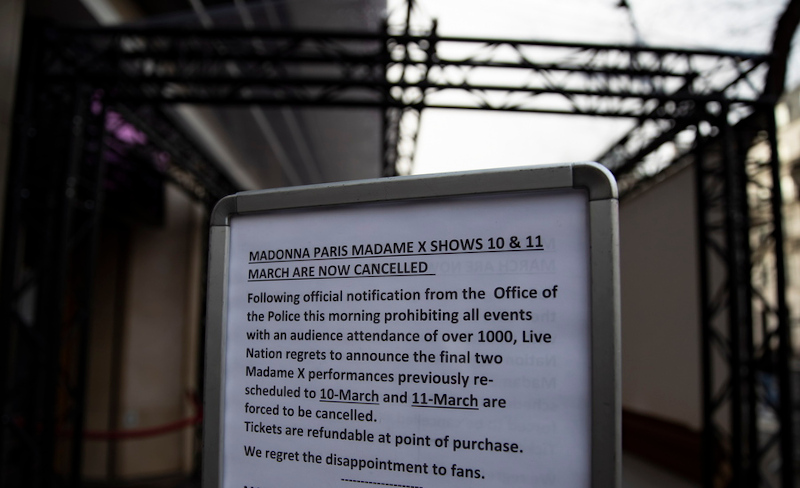 MADONNA PARIS MADAME X SHOWS 10 & 11
MARCH ARE NOW CANCELLED
Following official notification from the Office of
the Police this morning prohibiting all events
with an audience attendance of over 1000, Live
Nation regrets to announce the final two
Madame X performances previously re-
scheduled to 10-March and 11-March are
forced to be cancelled.
Tickets are refundable at point of purchase.
We regret the disappointment to fans.
--------------------